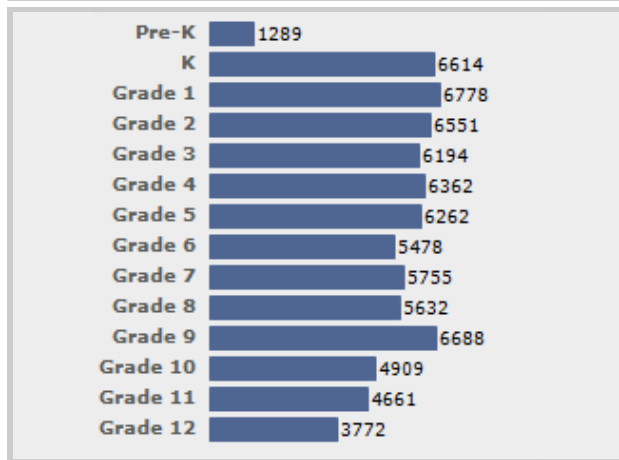 Pre-K 1289
K 6614
Grade 1 6778
Grade 2 6551
Grade 3 6194
Grade 4 6362
Grade 5 6262
Grade 6 5478
Grade 7 5755
Grade 8 5632
Grade 9 6688
Grade 10 4909
Grade 11 4661
Grade 12 3772